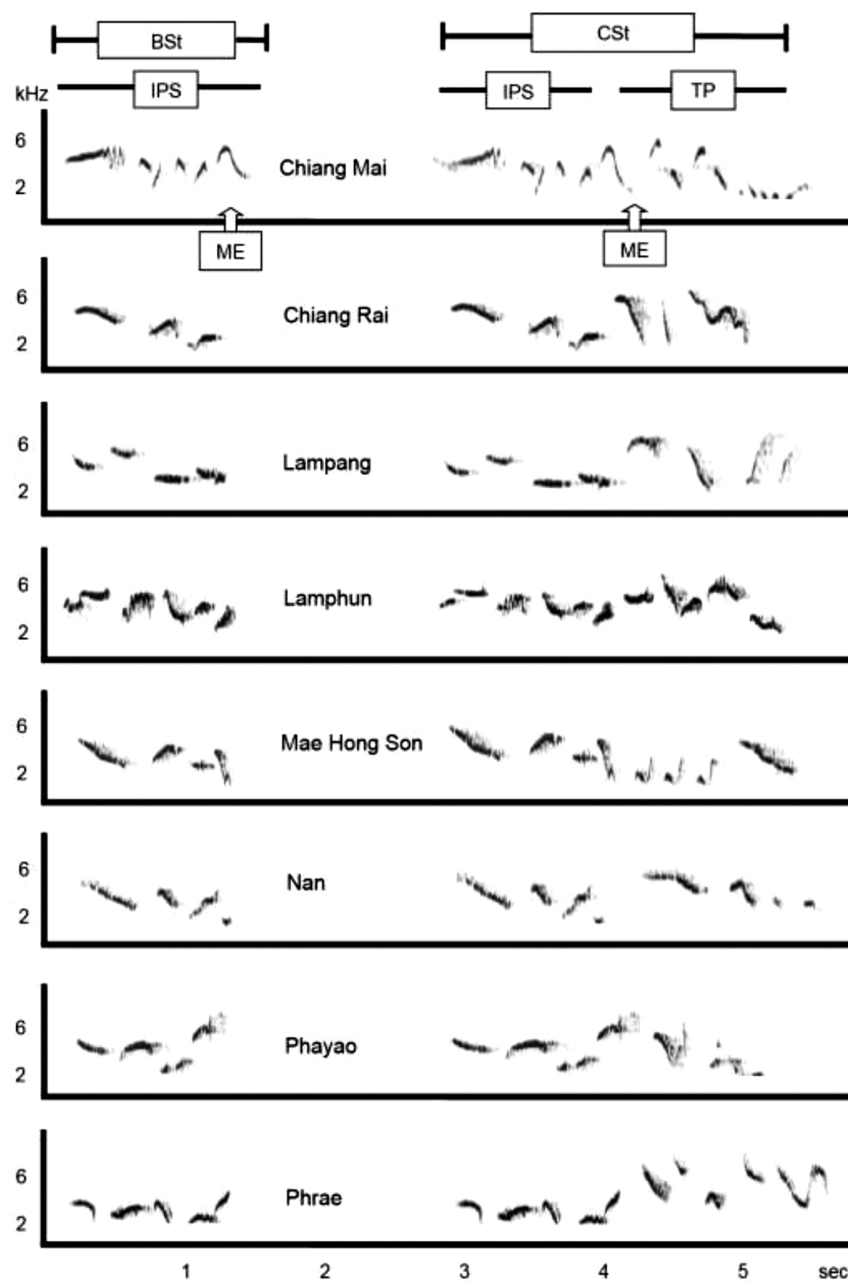 BSt CSt
IPS IPS TP
kHz
6
2 Chiang Mai
ME ME
6 Chiang Rai
2
6
2 Lampang
6 Lamphun
2
6 Mae Hong Son
2
6 Nan
2
6 Phayao
2
6 Phrae
2
1 2 3 4 5 sec